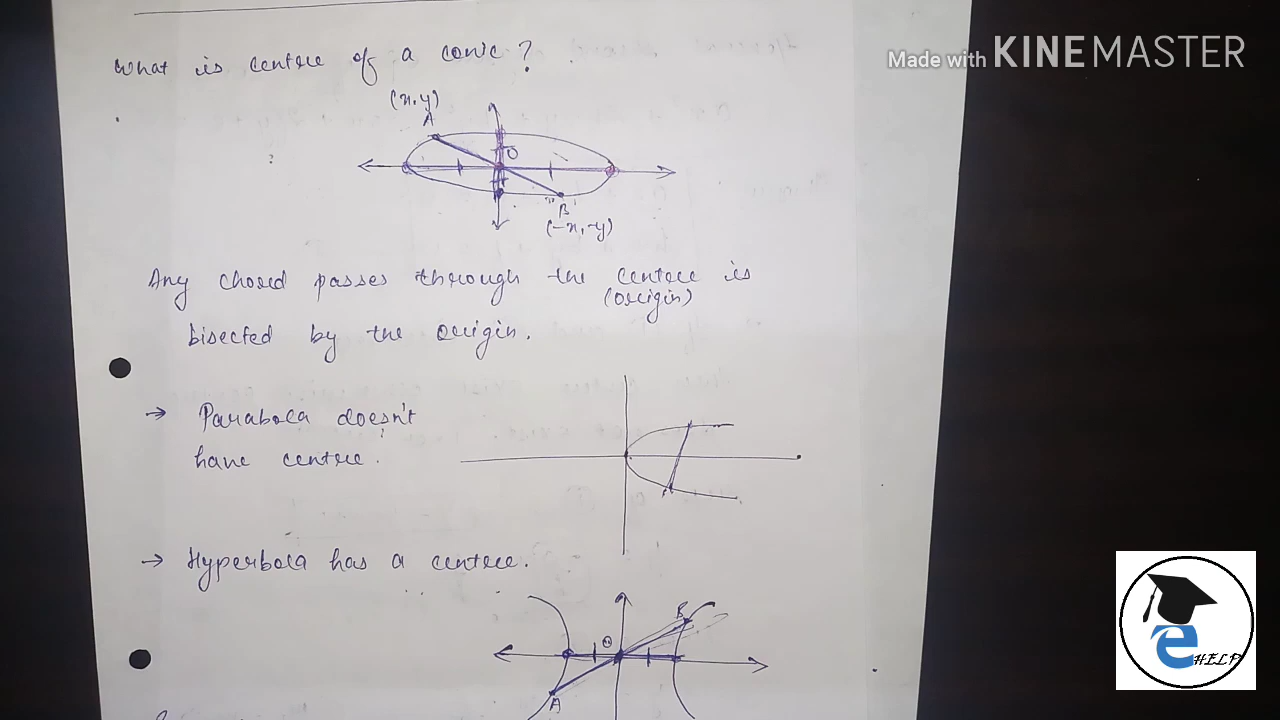 Made with KINEMASTER
What is centre of a conic?
(x,y)
A
O
B
(-x,-y)
Any chord passes through the centre is
(origin)
bisected by the origin.
→ Parabola doesn't
have centre.
→ Hyperbola has a centre.
B
O
A
e
HELP